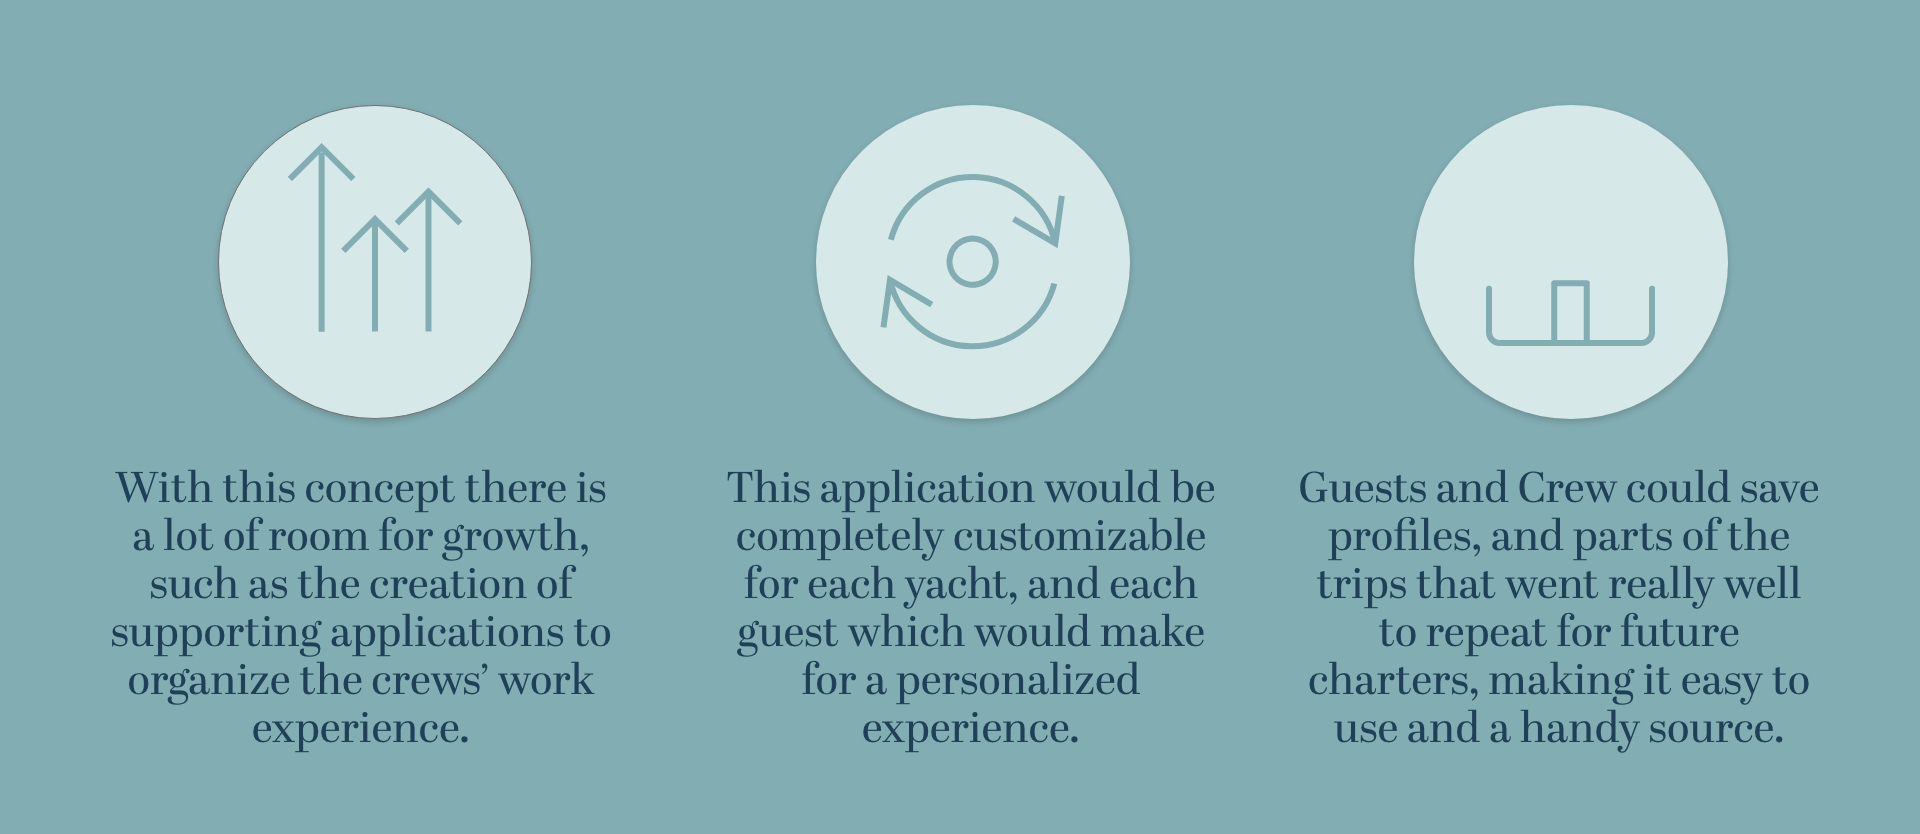 With this concept there is
a lot of room for growth,
such as the creation of
supporting applications to
organize the crews’ work
experience.
This application would be
completely customizable
for each yacht, and each
guest which would make
for a personalized
experience.
Guests and Crew could save
profiles, and parts of the
trips that went really well
to repeat for future
charters, making it easy to
use and a handy source.